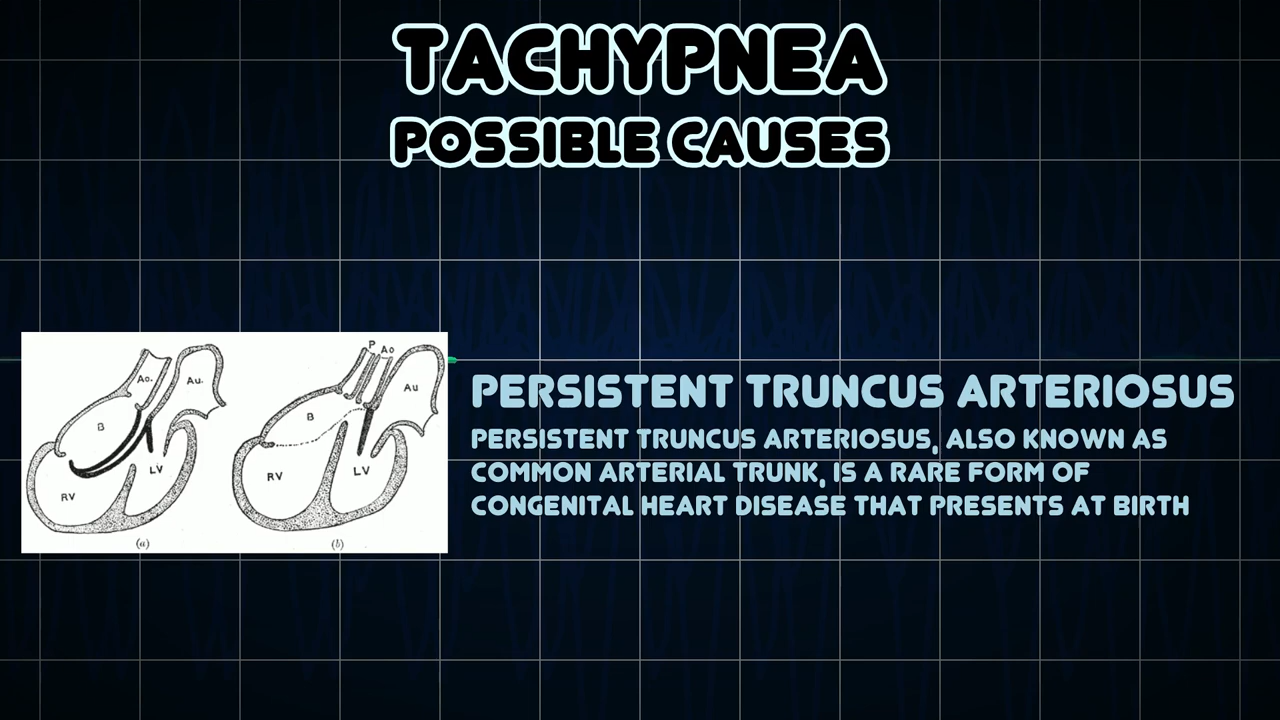 TACHYPNEA
POSSIBLE CAUSES
P Ao
Ao. Au. Au
B B
LV RV LV
RV
(a) (b)
PERSISTENT TRUNCUS ARTERIOSUS
PERSISTENT TRUNCUS ARTERIOSUS, ALSO KNOWN AS
COMMON ARTERIAL TRUNK, IS A RARE FORM OF
CONGENITAL HEART DISEASE THAT PRESENTS AT BIRTH